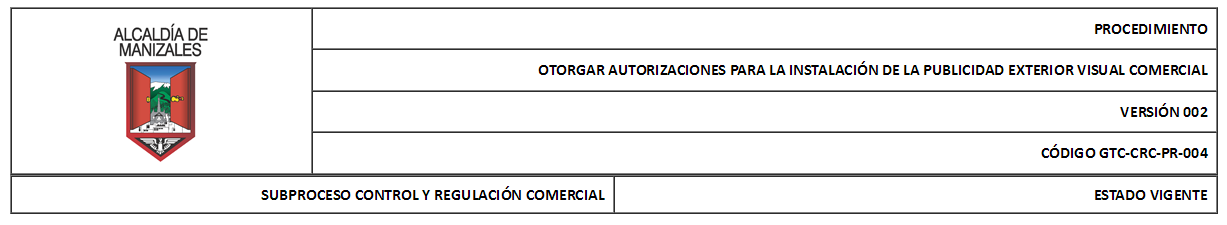 ALCALDÍA DE
MANIZALES
PROCEDIMIENTO
OTORGAR AUTORIZACIONES PARA LA INSTALACIÓN DE LA PUBLICIDAD EXTERIOR VISUAL COMERCIAL
VERSIÓN 002
CÓDIGO GTC-CRC-PR-004
SUBPROCESO CONTROL Y REGULACIÓN COMERCIAL
ESTADO VIGENTE